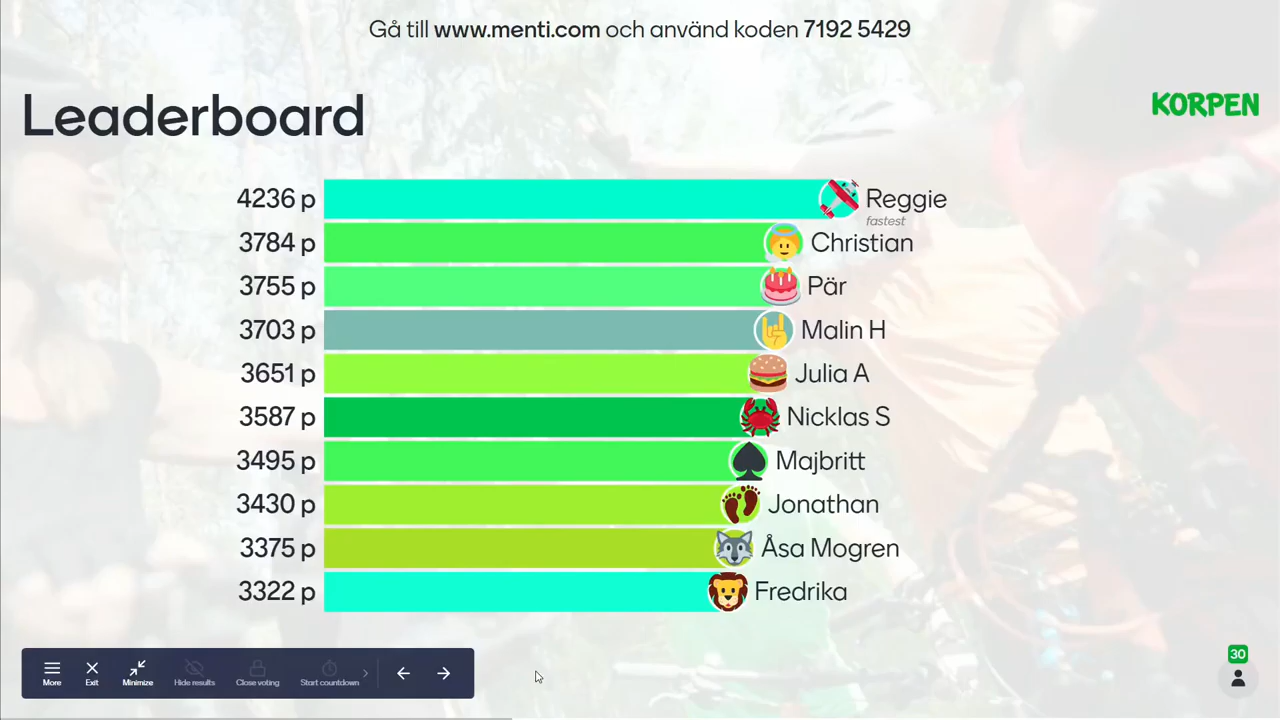 Gå till www.menti.com och använd koden 7192 5429
Leaderboard
KORPEN
4236 p Reggie
fastest
3784 p Christian
3755 p Pär
3703 p Malin H
3651 p Julia A
3587 p Nicklas S
3495 p Majbritt
3430 p Jonathan
3375 p Åsa Mogren
3322 p Fredrika
More Exit Minimize Hide results Close voting Start countdown
30